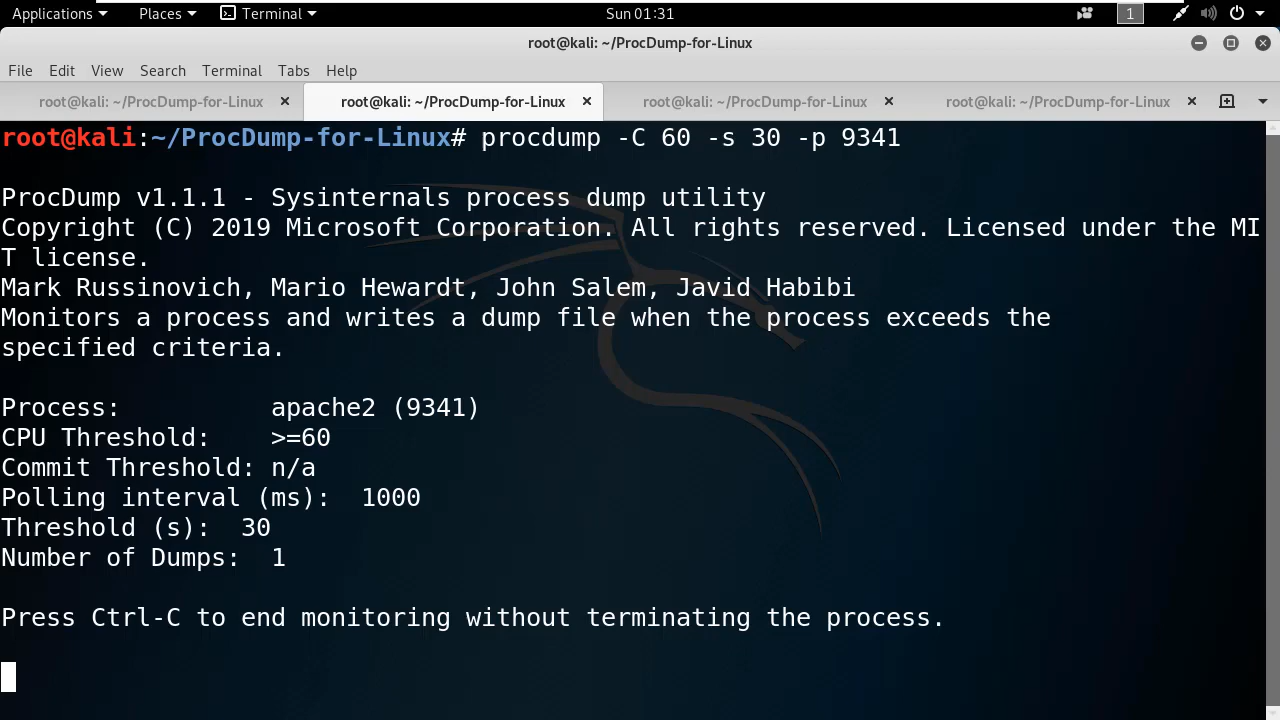 Applications Places Terminal Sun 01:31 1
root@kali: ~/ProcDump-for-Linux
File Edit View Search Terminal Tabs Help
root@kali: ~/ProcDump-for-Linux × root@kali: ~/ProcDump-for-Linux × root@kali: ~/ProcDump-for-Linux × root@kali: ~/ProcDump-for-Linux ×
root@kali:~/ProcDump-for-Linux# procdump -C 60 -s 30 -p 9341
ProcDump v1.1.1 - Sysinternals process dump utility
Copyright (C) 2019 Microsoft Corporation. All rights reserved. Licensed under the MI
T license.
Mark Russinovich, Mario Hewardt, John Salem, Javid Habibi
Monitors a process and writes a dump file when the process exceeds the
specified criteria.
Process:          apache2 (9341)
CPU Threshold:    >=60
Commit Threshold: n/a
Polling interval (ms):  1000
Threshold (s):  30
Number of Dumps:  1
Press Ctrl-C to end monitoring without terminating the process.